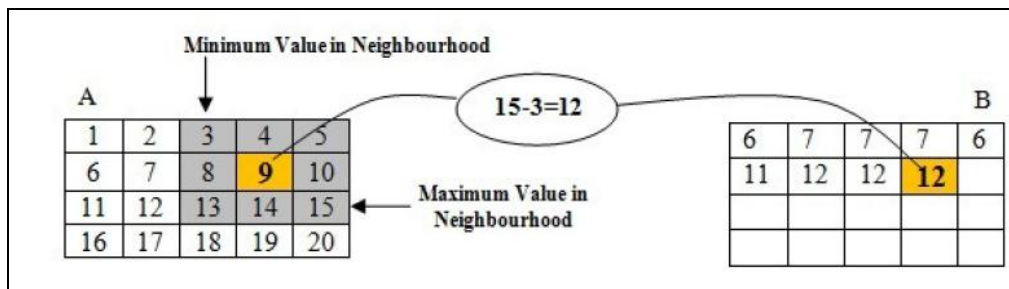 Minimum Value in Neighbourhood
A
15-3=12
B
1 2 3 4 5
6 7 8 9 10
11 12 13 14 15
16 17 18 19 20
Maximum Value in
Neighbourhood
6 7 7 7 6
11 12 12 12